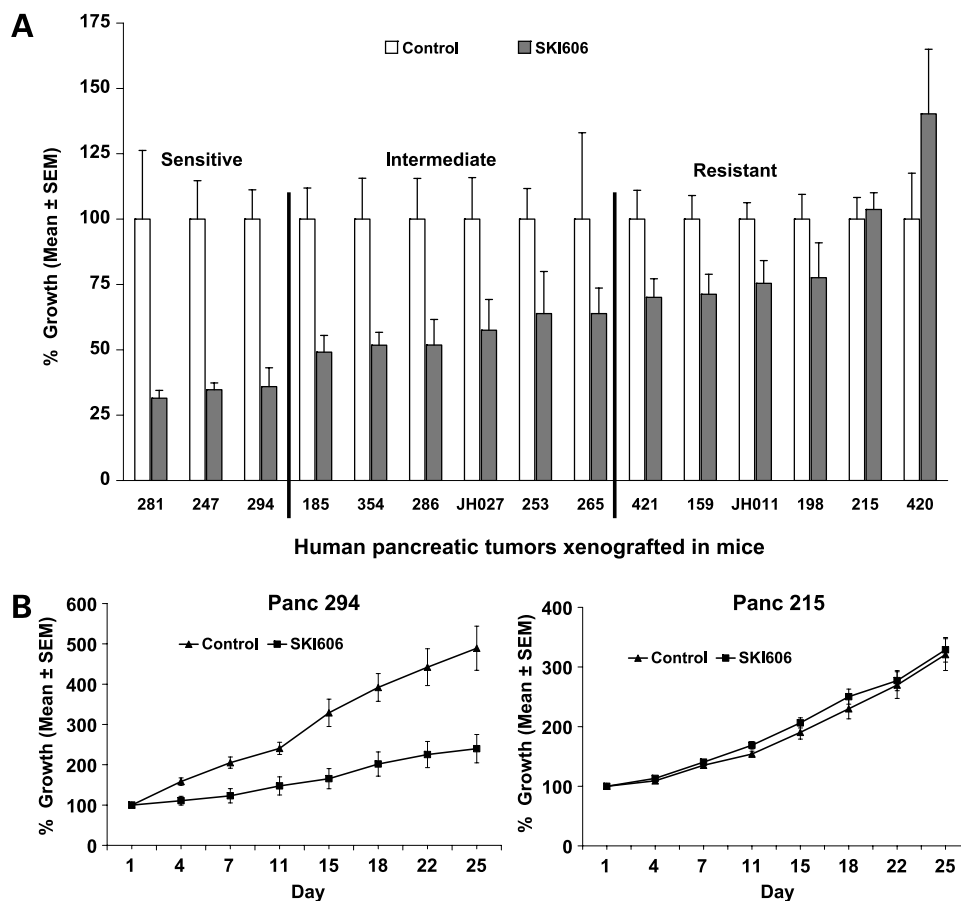 A
175
150
125
100
75
50
25
0
% Growth (Mean ± SEM)
Control SKI606
Sensitive Intermediate Resistant
281 247 294 185 354 286 JH027 253 265 421 159 JH011 198 215 420
Human pancreatic tumors xenografted in mice
B
Panc 294
600
500
400
300
200
100
0
% Growth (Mean ± SEM)
Control SKI606
1 4 7 11 15 18 22 25
Day
Panc 215
400
300
200
100
0
% Growth (Mean ± SEM)
Control SKI606
1 4 7 11 15 18 22 25
Day